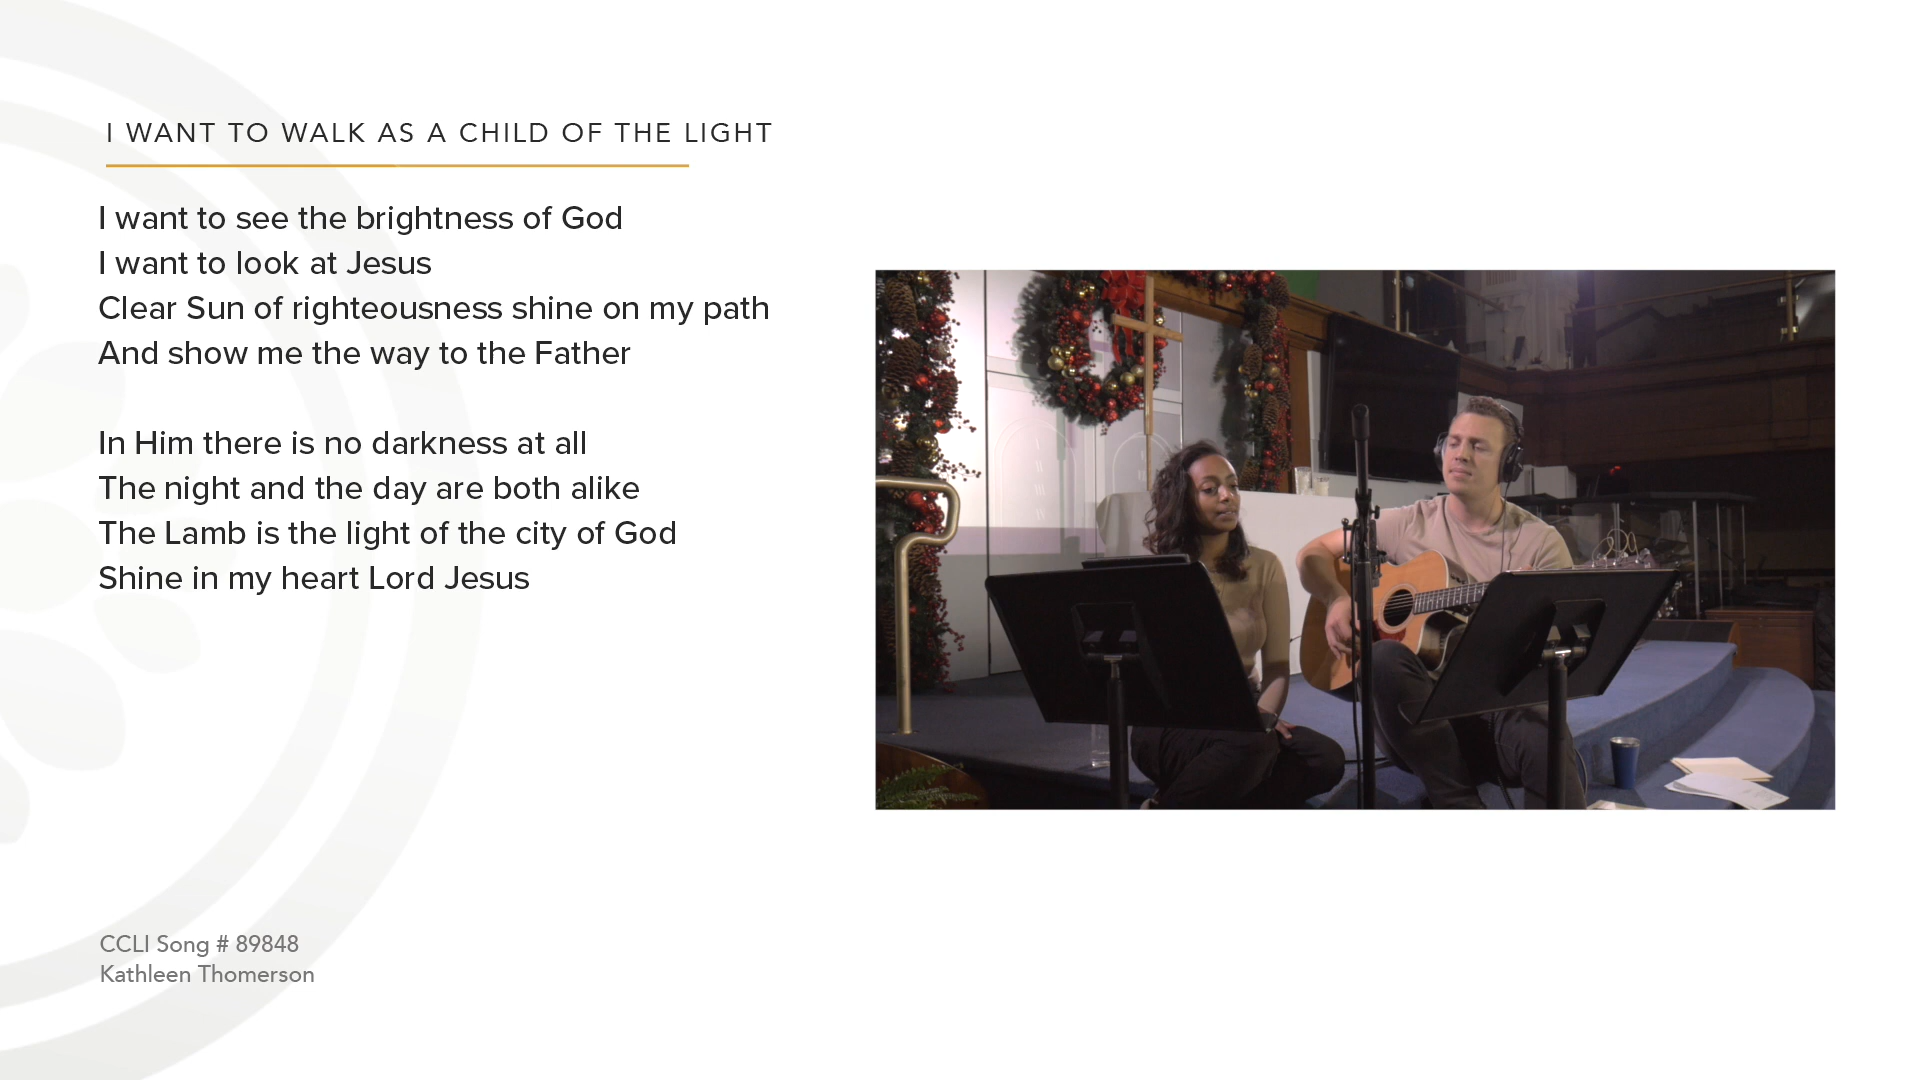 I WANT TO WALK AS A CHILD OF THE LIGHT
I want to see the brightness of God
I want to look at Jesus
Clear Sun of righteousness shine on my path
And show me the way to the Father
In Him there is no darkness at all
The night and the day are both alike
The Lamb is the light of the city of God
Shine in my heart Lord Jesus
CCLI Song # 89848
Kathleen Thomerson